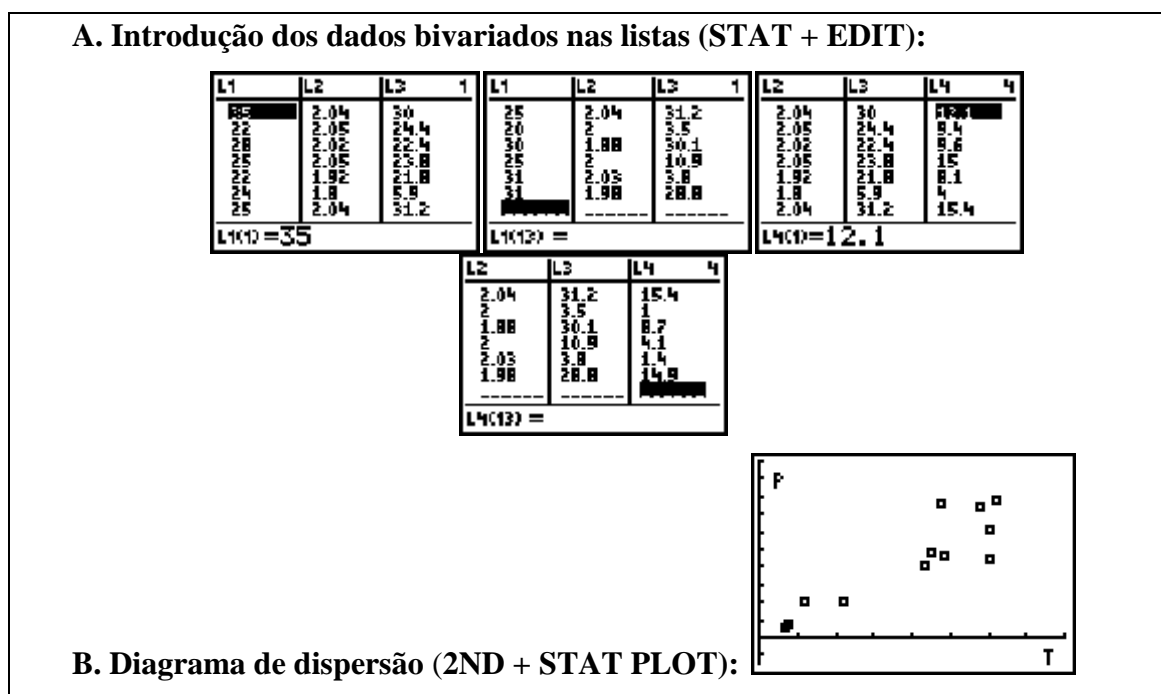 A. Introdução dos dados bivariados nas listas (STAT + EDIT):
L1 L2 L3 1
35 2.04 30
22 2.05 24.4
28 2.02 22.4
25 2.05 23.8
22 1.92 21.8
24 1.8 5.9
25 2.04 31.2
L1(1)=35
L1 L2 L3 1
25 2.04 31.2
20 2 3.5
30 1.88 30.1
25 2 10.9
31 2.03 3.8
31 1.98 28.8
------ ------ ------
L1(13) =
L2 L3 L4 4
2.04 30 12.1
2.05 24.4 9.4
2.02 22.4 9.6
2.05 23.8 15
1.92 21.8 8.1
1.8 5.9 4
2.04 31.2 15.4
L4(1)=12.1
L2 L3 L4 4
2.04 31.2 15.4
2 3.5 1
1.88 30.1 8.7
2 10.9 4.1
2.03 3.8 1.4
1.98 28.8 14.9
------ ------ ------
L4(13) =
P
T
B. Diagrama de dispersão (2ND + STAT PLOT):